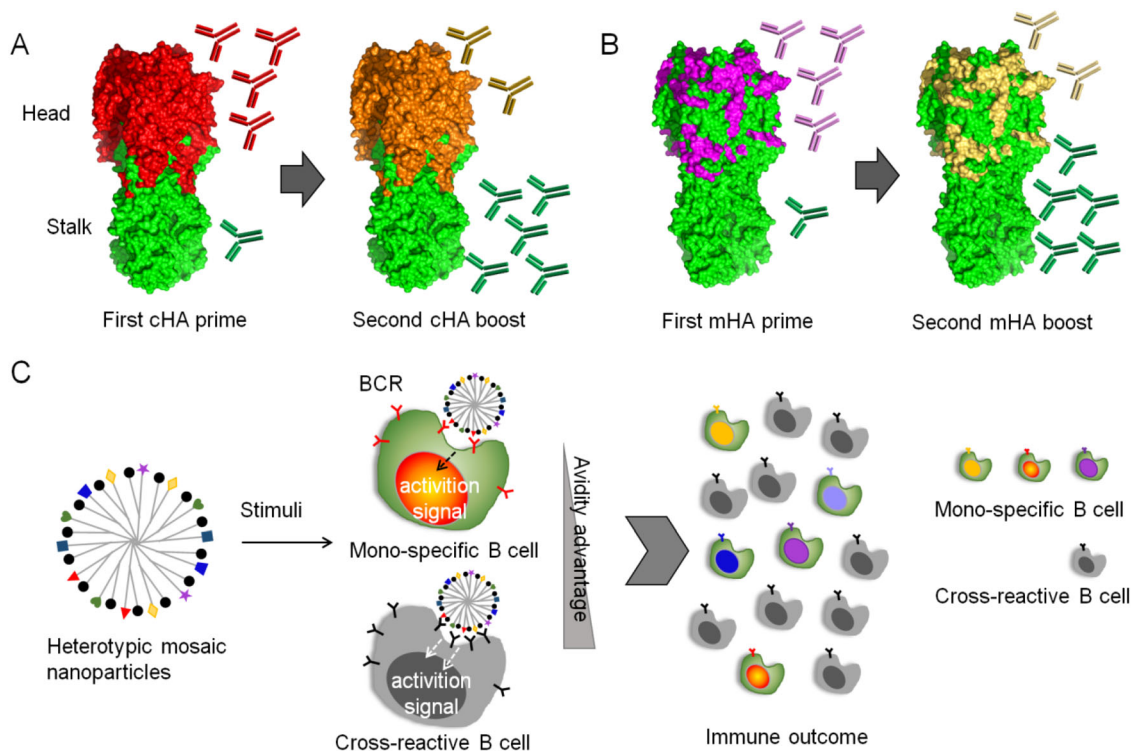 A
B
Head
Stalk
First cHA prime
Second cHA boost
First mHA prime
Second mHA boost
C
BCR
activition
signal
Stimuli
Mono-specific B cell
Heterotypic mosaic
nanoparticles
activition
signal
Cross-reactive B cell
Avidity advantage
Immune outcome
Mono-specific B cell
Cross-reactive B cell